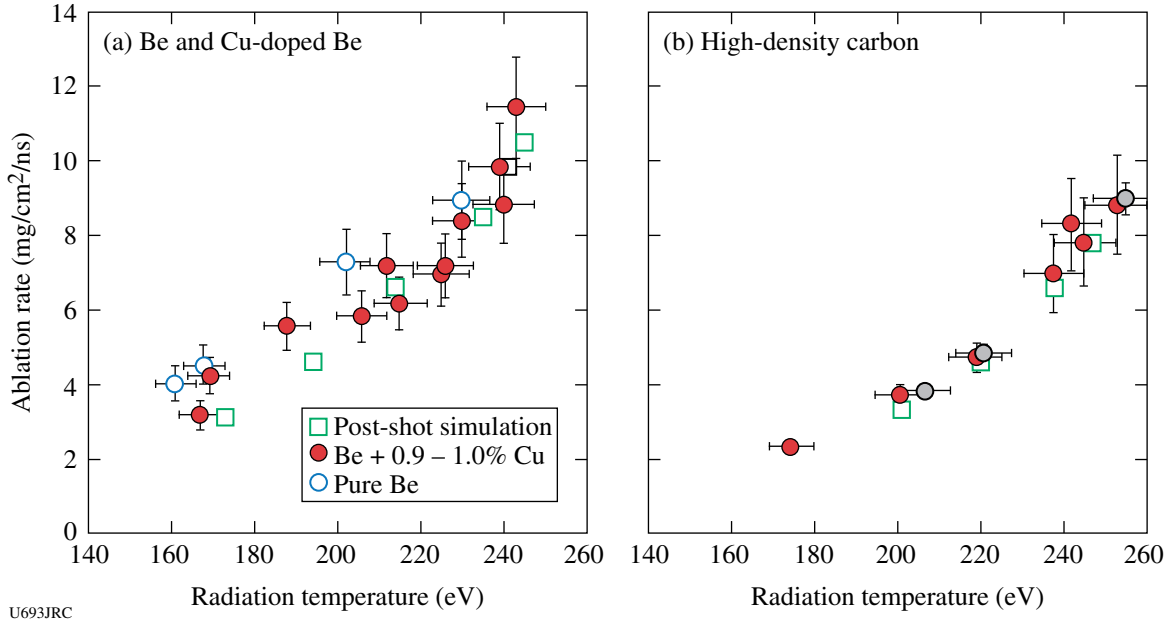 14
12
10
8
6
4
2
0
Ablation rate (mg/cm²/ns)
(a) Be and Cu-doped Be
Post-shot simulation
Be + 0.9 – 1.0% Cu
Pure Be
140 160 180 200 220 240 260
Radiation temperature (eV)
(b) High-density carbon
140 160 180 200 220 240 260
Radiation temperature (eV)
U693JRC